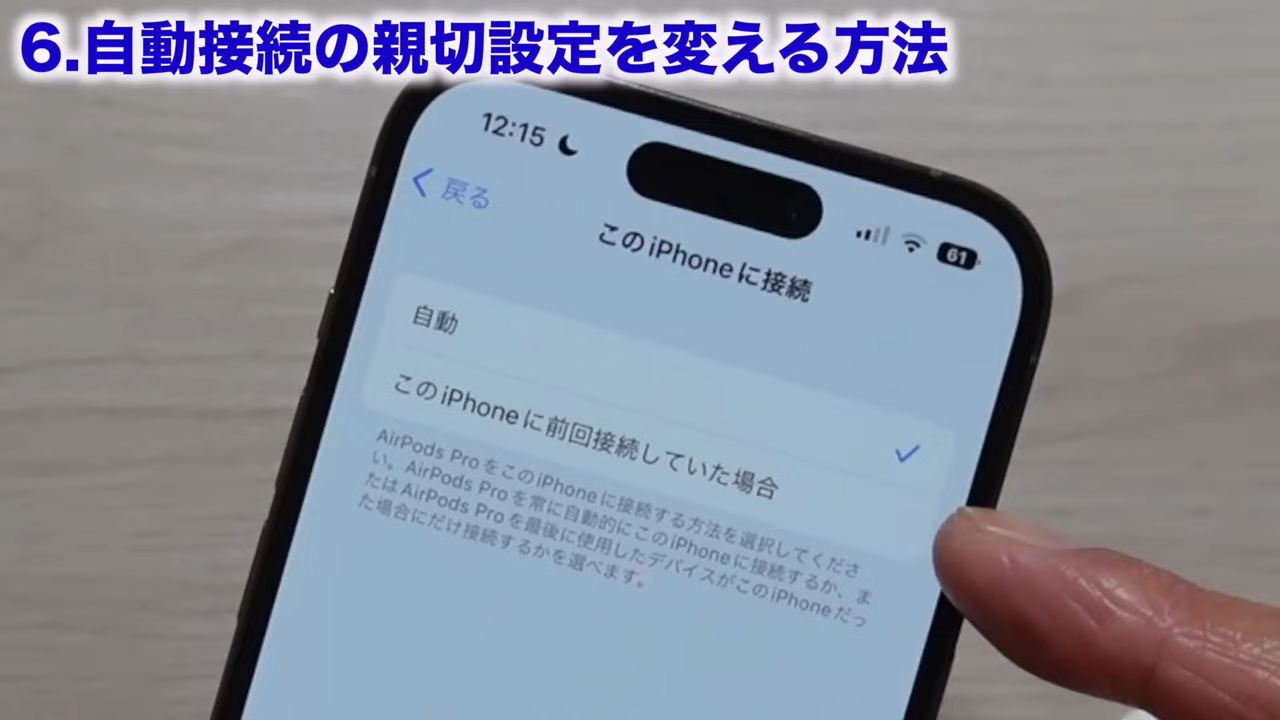 6.自動接続の親切設定を変える方法
12:15
61
戻る
このiPhoneに接続
自動
このiPhoneに前回接続していた場合
AirPods ProをこのiPhoneに接続する方法を選択してくださ
い。AirPods Proを常に自動的にこのiPhoneに接続するか、ま
たはAirPods Proを最後に使用したデバイスがこのiPhoneだっ
た場合にだけ接続するかを選べます。